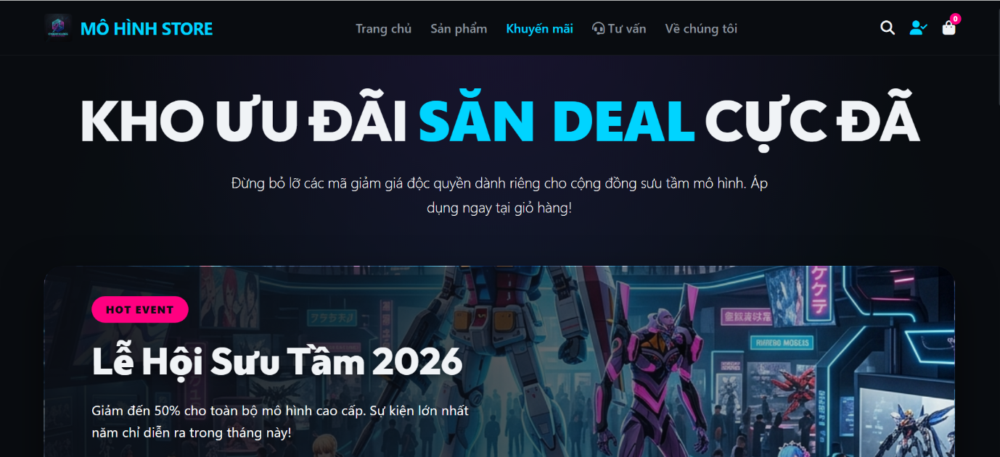 MÔ HÌNH STORE
Trang chủ
Sản phẩm
Khuyến mãi
Tư vấn
Về chúng tôi
0
KHO ƯU ĐÃI SĂN DEAL CỰC ĐÃ
Đừng bỏ lỡ các mã giảm giá độc quyền dành riêng cho cộng đồng sưu tầm mô hình. Áp
dụng ngay tại giỏ hàng!
HOT EVENT
Lễ Hội Sưu Tầm 2026
Giảm đến 50% cho toàn bộ mô hình cao cấp. Sự kiện lớn nhất
năm chỉ diễn ra trong tháng này!